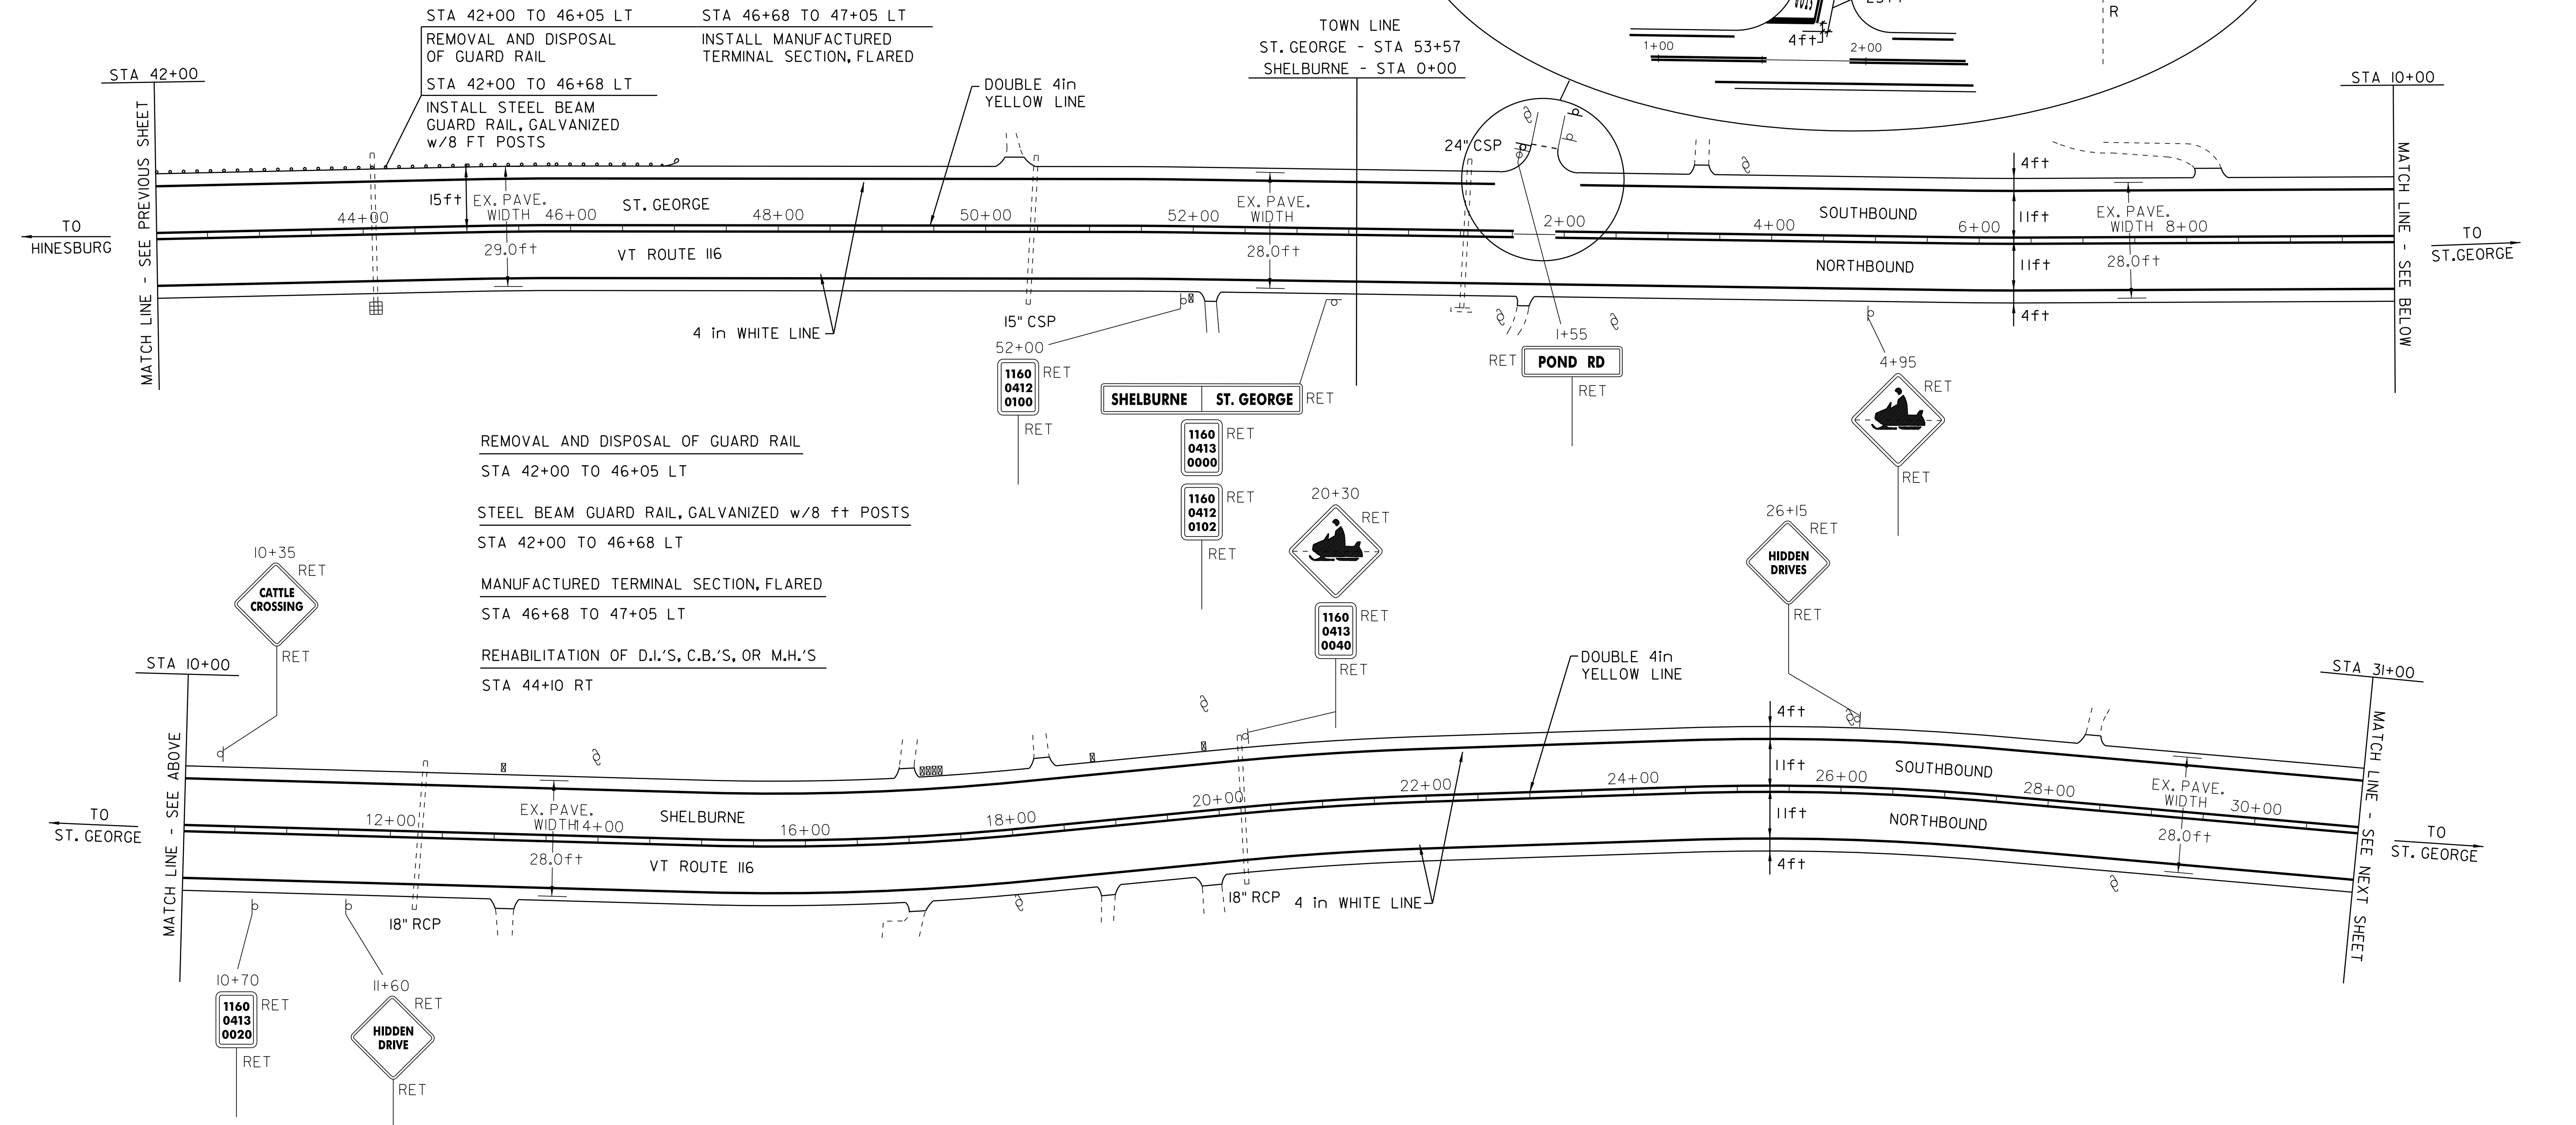 STA 42+00 TO 46+05 LT
REMOVAL AND DISPOSAL
OF GUARD RAIL
STA 42+00 TO 46+68 LT
INSTALL STEEL BEAM
GUARD RAIL, GALVANIZED
w/8 FT POSTS
STA 46+68 TO 47+05 LT
INSTALL MANUFACTURED
TERMINAL SECTION, FLARED
TOWN LINE
ST. GEORGE - STA 53+57
SHELBURNE - STA 0+00
4ft
1+00
2+00
R
STA 42+00
MATCH LINE - SEE PREVIOUS SHEET
TO
HINESBURG
DOUBLE 4in
YELLOW LINE
15ft
EX. PAVE.
WIDTH
29.0ft
44+00
46+00
48+00
50+00
52+00
ST. GEORGE
VT ROUTE 116
EX. PAVE.
WIDTH
28.0ft
24" CSP
2+00
4+00
6+00
8+00
SOUTHBOUND
NORTHBOUND
4ft
11ft
11ft
4ft
EX. PAVE.
WIDTH
28.0ft
STA 10+00
MATCH LINE - SEE BELOW
TO
ST.GEORGE
4 in WHITE LINE
15" CSP
52+00
1160
0412
0100
RET
RET
SHELBURNE
ST. GEORGE
RET
1160
0413
0000
RET
1160
0412
0102
RET
RET
1+55
RET
POND RD
RET
4+95
RET
RET
REMOVAL AND DISPOSAL OF GUARD RAIL
STA 42+00 TO 46+05 LT
STEEL BEAM GUARD RAIL, GALVANIZED w/8 ft POSTS
STA 42+00 TO 46+68 LT
MANUFACTURED TERMINAL SECTION, FLARED
STA 46+68 TO 47+05 LT
REHABILITATION OF D.I.'S, C.B.'S, OR M.H.'S
STA 44+10 RT
10+35
RET
CATTLE
CROSSING
RET
20+30
RET
1160
0413
0040
RET
RET
26+15
RET
HIDDEN
DRIVES
RET
STA 10+00
MATCH LINE - SEE ABOVE
TO
ST. GEORGE
12+00
14+00
16+00
18+00
20+00
22+00
24+00
26+00
28+00
30+00
EX. PAVE.
WIDTH
28.0ft
SHELBURNE
VT ROUTE 116
DOUBLE 4in
YELLOW LINE
4ft
11ft
11ft
4ft
SOUTHBOUND
NORTHBOUND
EX. PAVE.
WIDTH
28.0ft
STA 31+00
MATCH LINE - SEE NEXT SHEET
TO
ST. GEORGE
18" RCP
18" RCP
4 in WHITE LINE
10+70
1160
0413
0020
RET
RET
11+60
RET
HIDDEN
DRIVE
RET